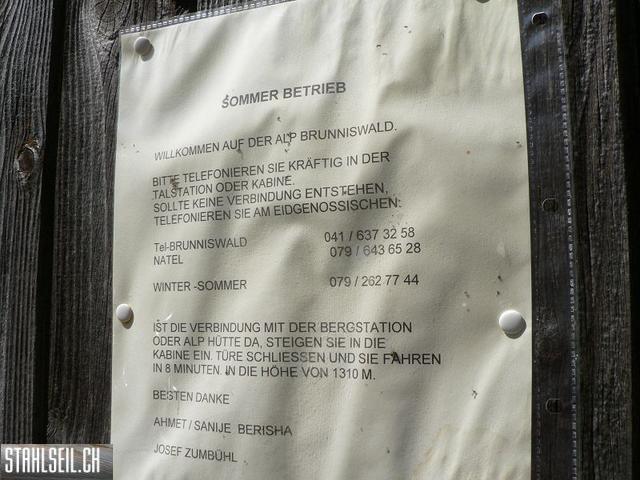 SOMMER BETRIEB
WILLKOMMEN AUF DER ALP BRUNNISWALD.
BITTE TELEFONIEREN SIE KRÄFTIG IN DER
TALSTATION ODER KABINE.
SOLLTE KEINE VERBINDUNG ENTSTEHEN,
TELEFONIEREN SIE AM EIDGENOSSISCHEN:
Tel-BRUNNISWALD 041 / 637 32 58
NATEL 079 / 643 65 28
WINTER -SOMMER 079 / 262 77 44
IST DIE VERBINDUNG MIT DER BERGSTATION
ODER ALP HÜTTE DA, STEIGEN SIE IN DIE
KABINE EIN. TÜRE SCHLIESSEN UND SIE FAHREN
IN 8 MINUTEN. IN DIE HÖHE VON 1310 M.
BESTEN DANKE
AHMET / SANIJE BERISHA
JOSEF ZUMBÜHL
STAHLSEIL.CH